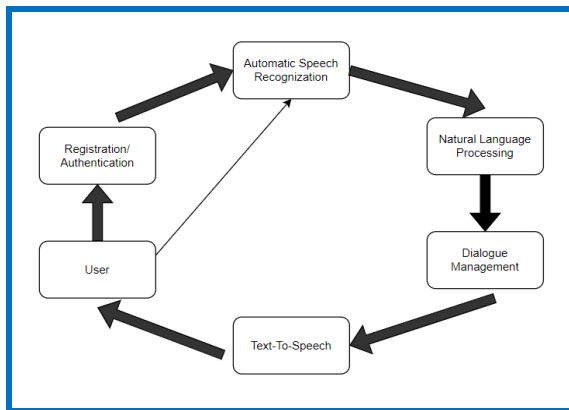 Automatic Speech
Recognization
Natural Language
Processing
Registration/
Authentication
User
Dialogue
Management
Text-To-Speech